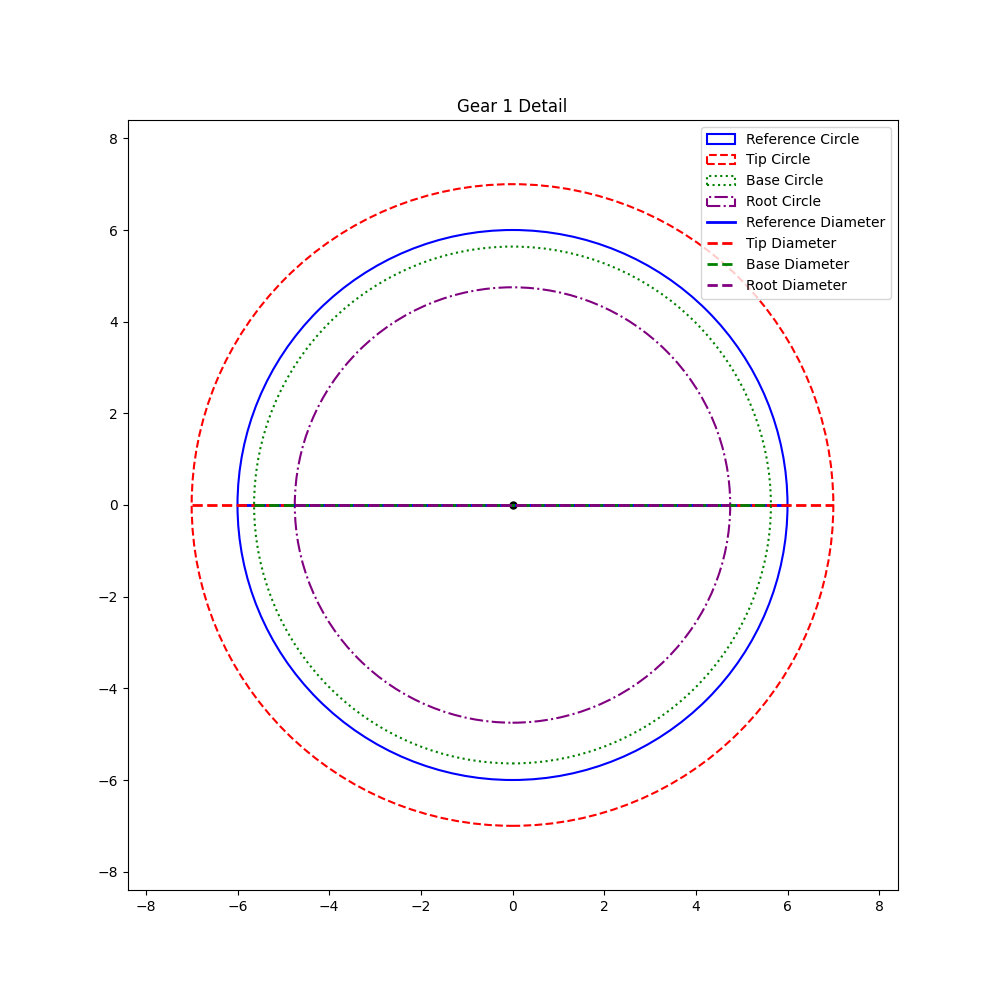 Gear 1 Detail
Reference Circle
Tip Circle
Base Circle
Root Circle
Reference Diameter
Tip Diameter
Base Diameter
Root Diameter
8
6
4
2
0
−2
−4
−6
−8
−8 −6 −4 −2 0 2 4 6 8